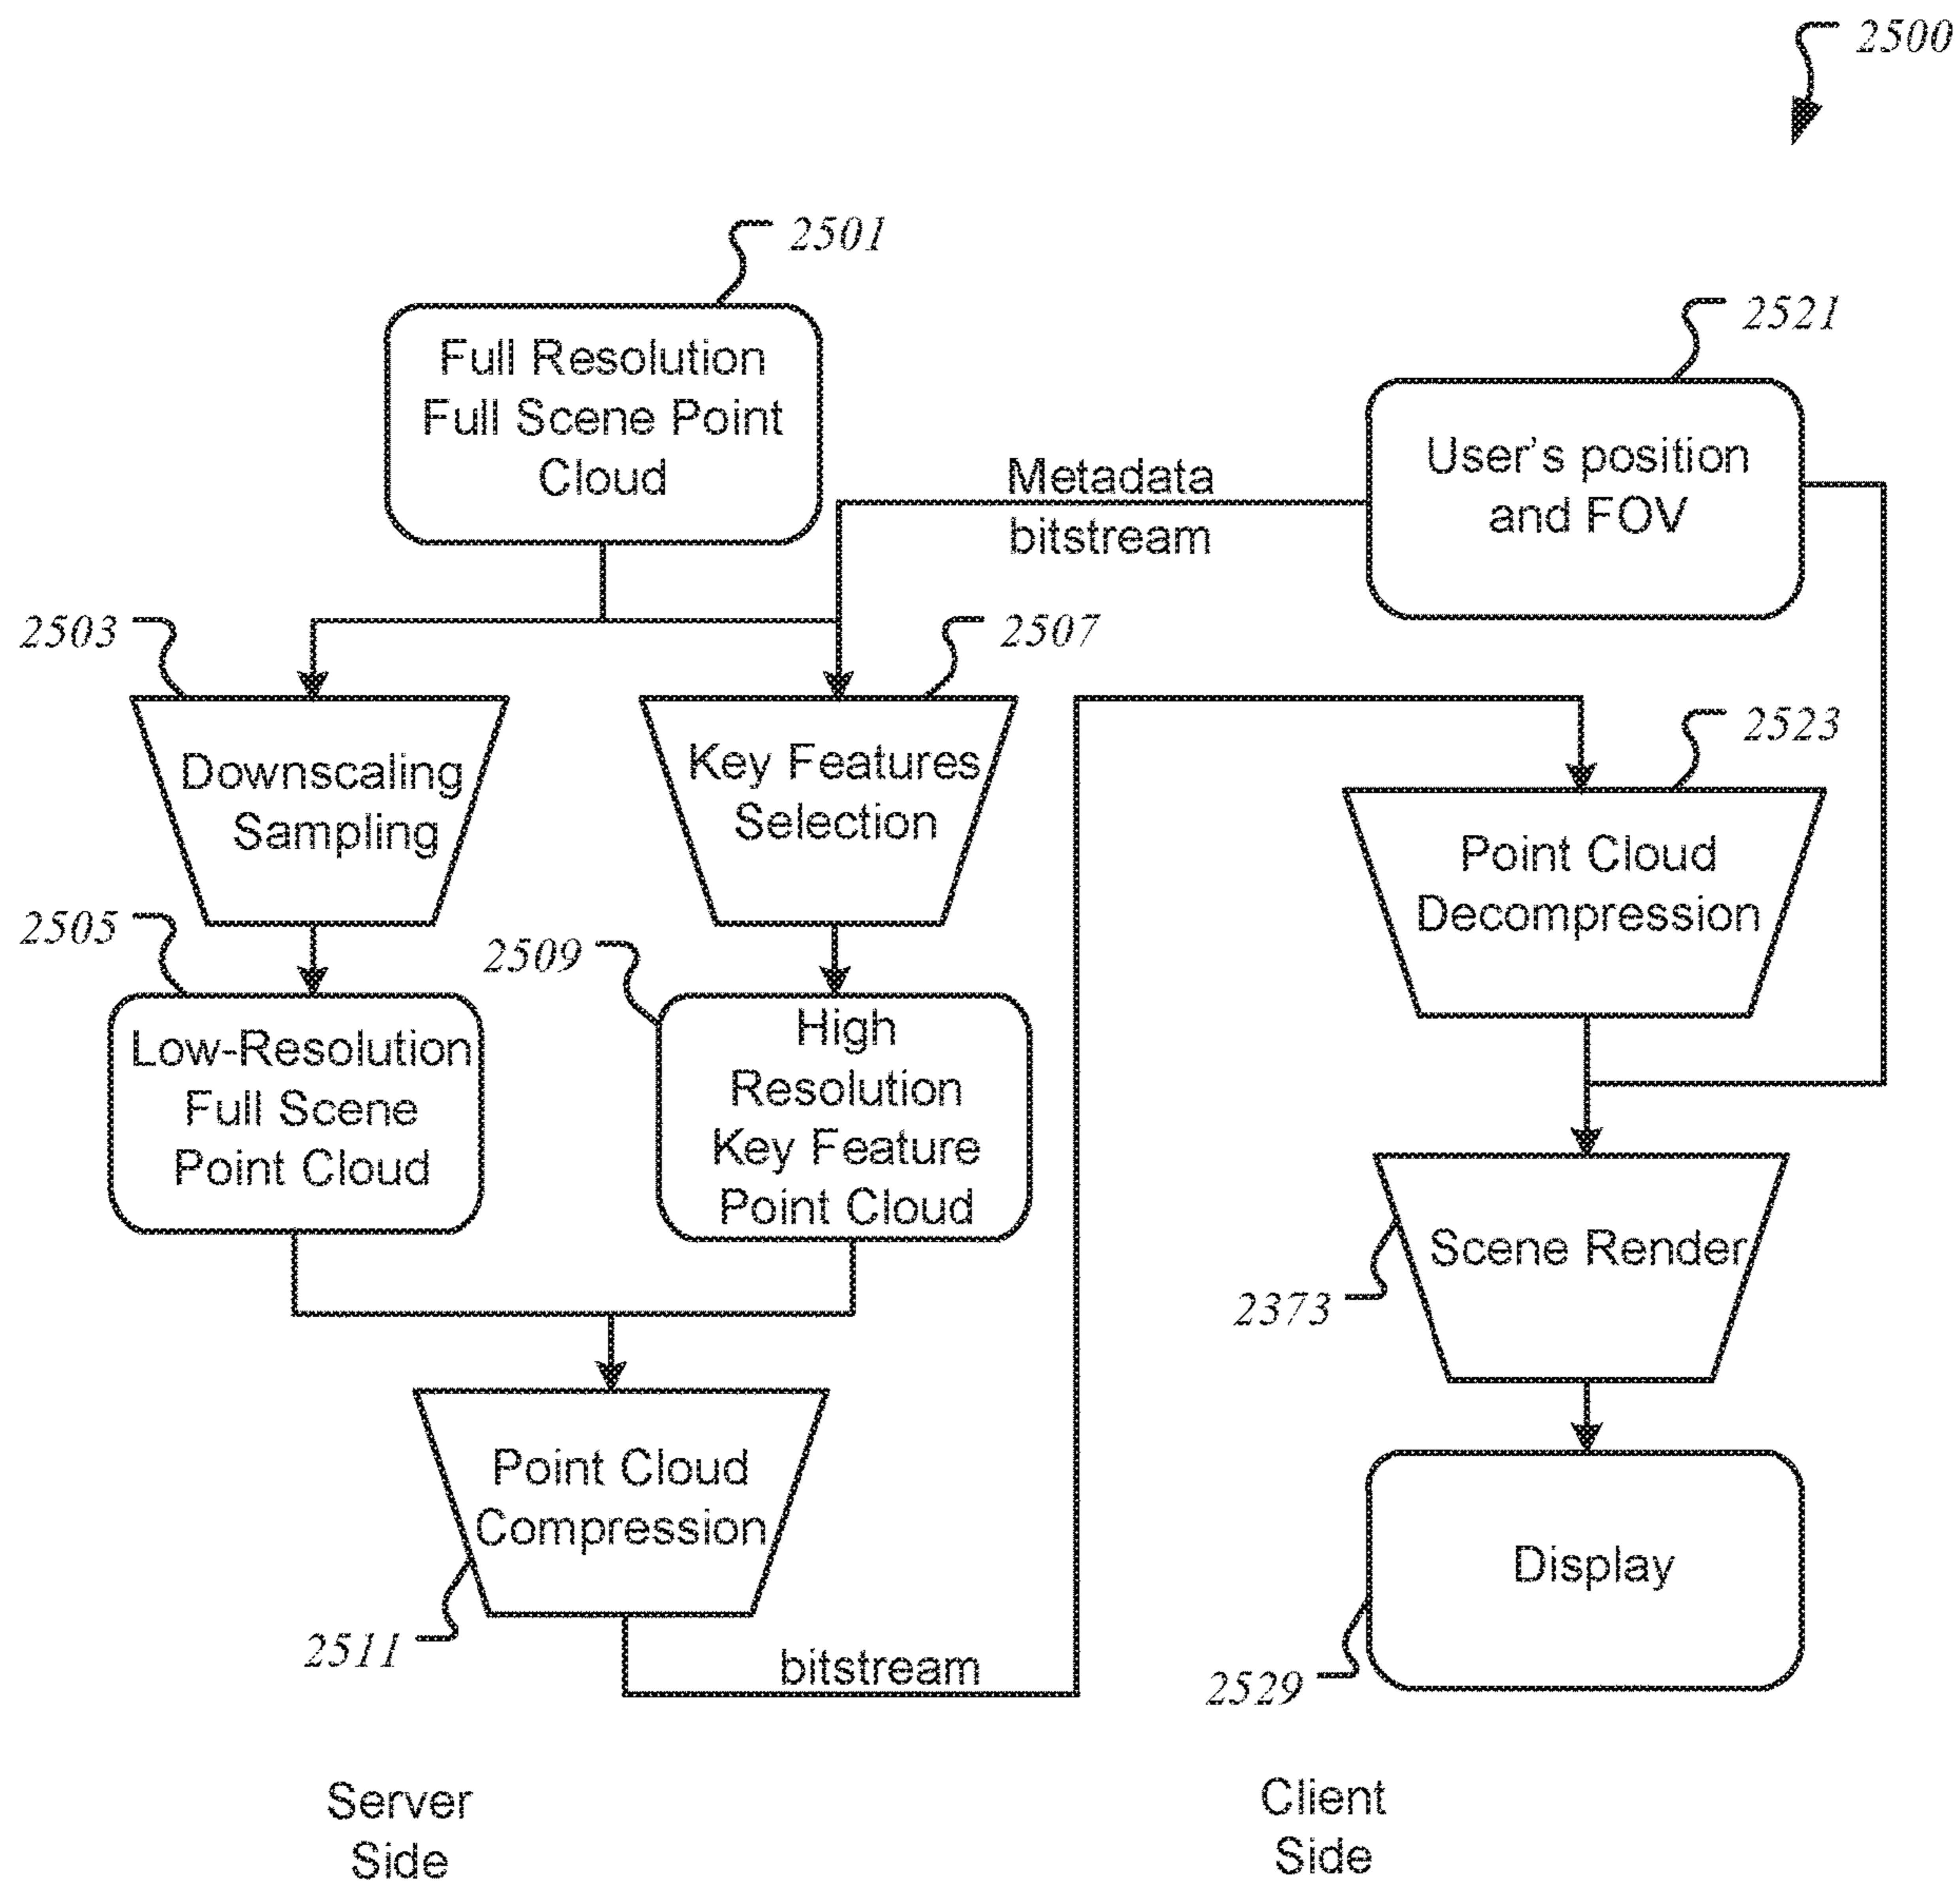 2500
2501
Full Resolution
Full Scene Point
Cloud
2521
User's position
and FOV
Metadata
bitstream
2503
Downscaling
Sampling
2507
Key Features
Selection
2523
Point Cloud
Decompression
2505
Low-Resolution
Full Scene
Point Cloud
2509
High
Resolution
Key Feature
Point Cloud
Scene Render
2373
Point Cloud
Compression
2511
bitstream
Display
2529
Server
Side
Client
Side